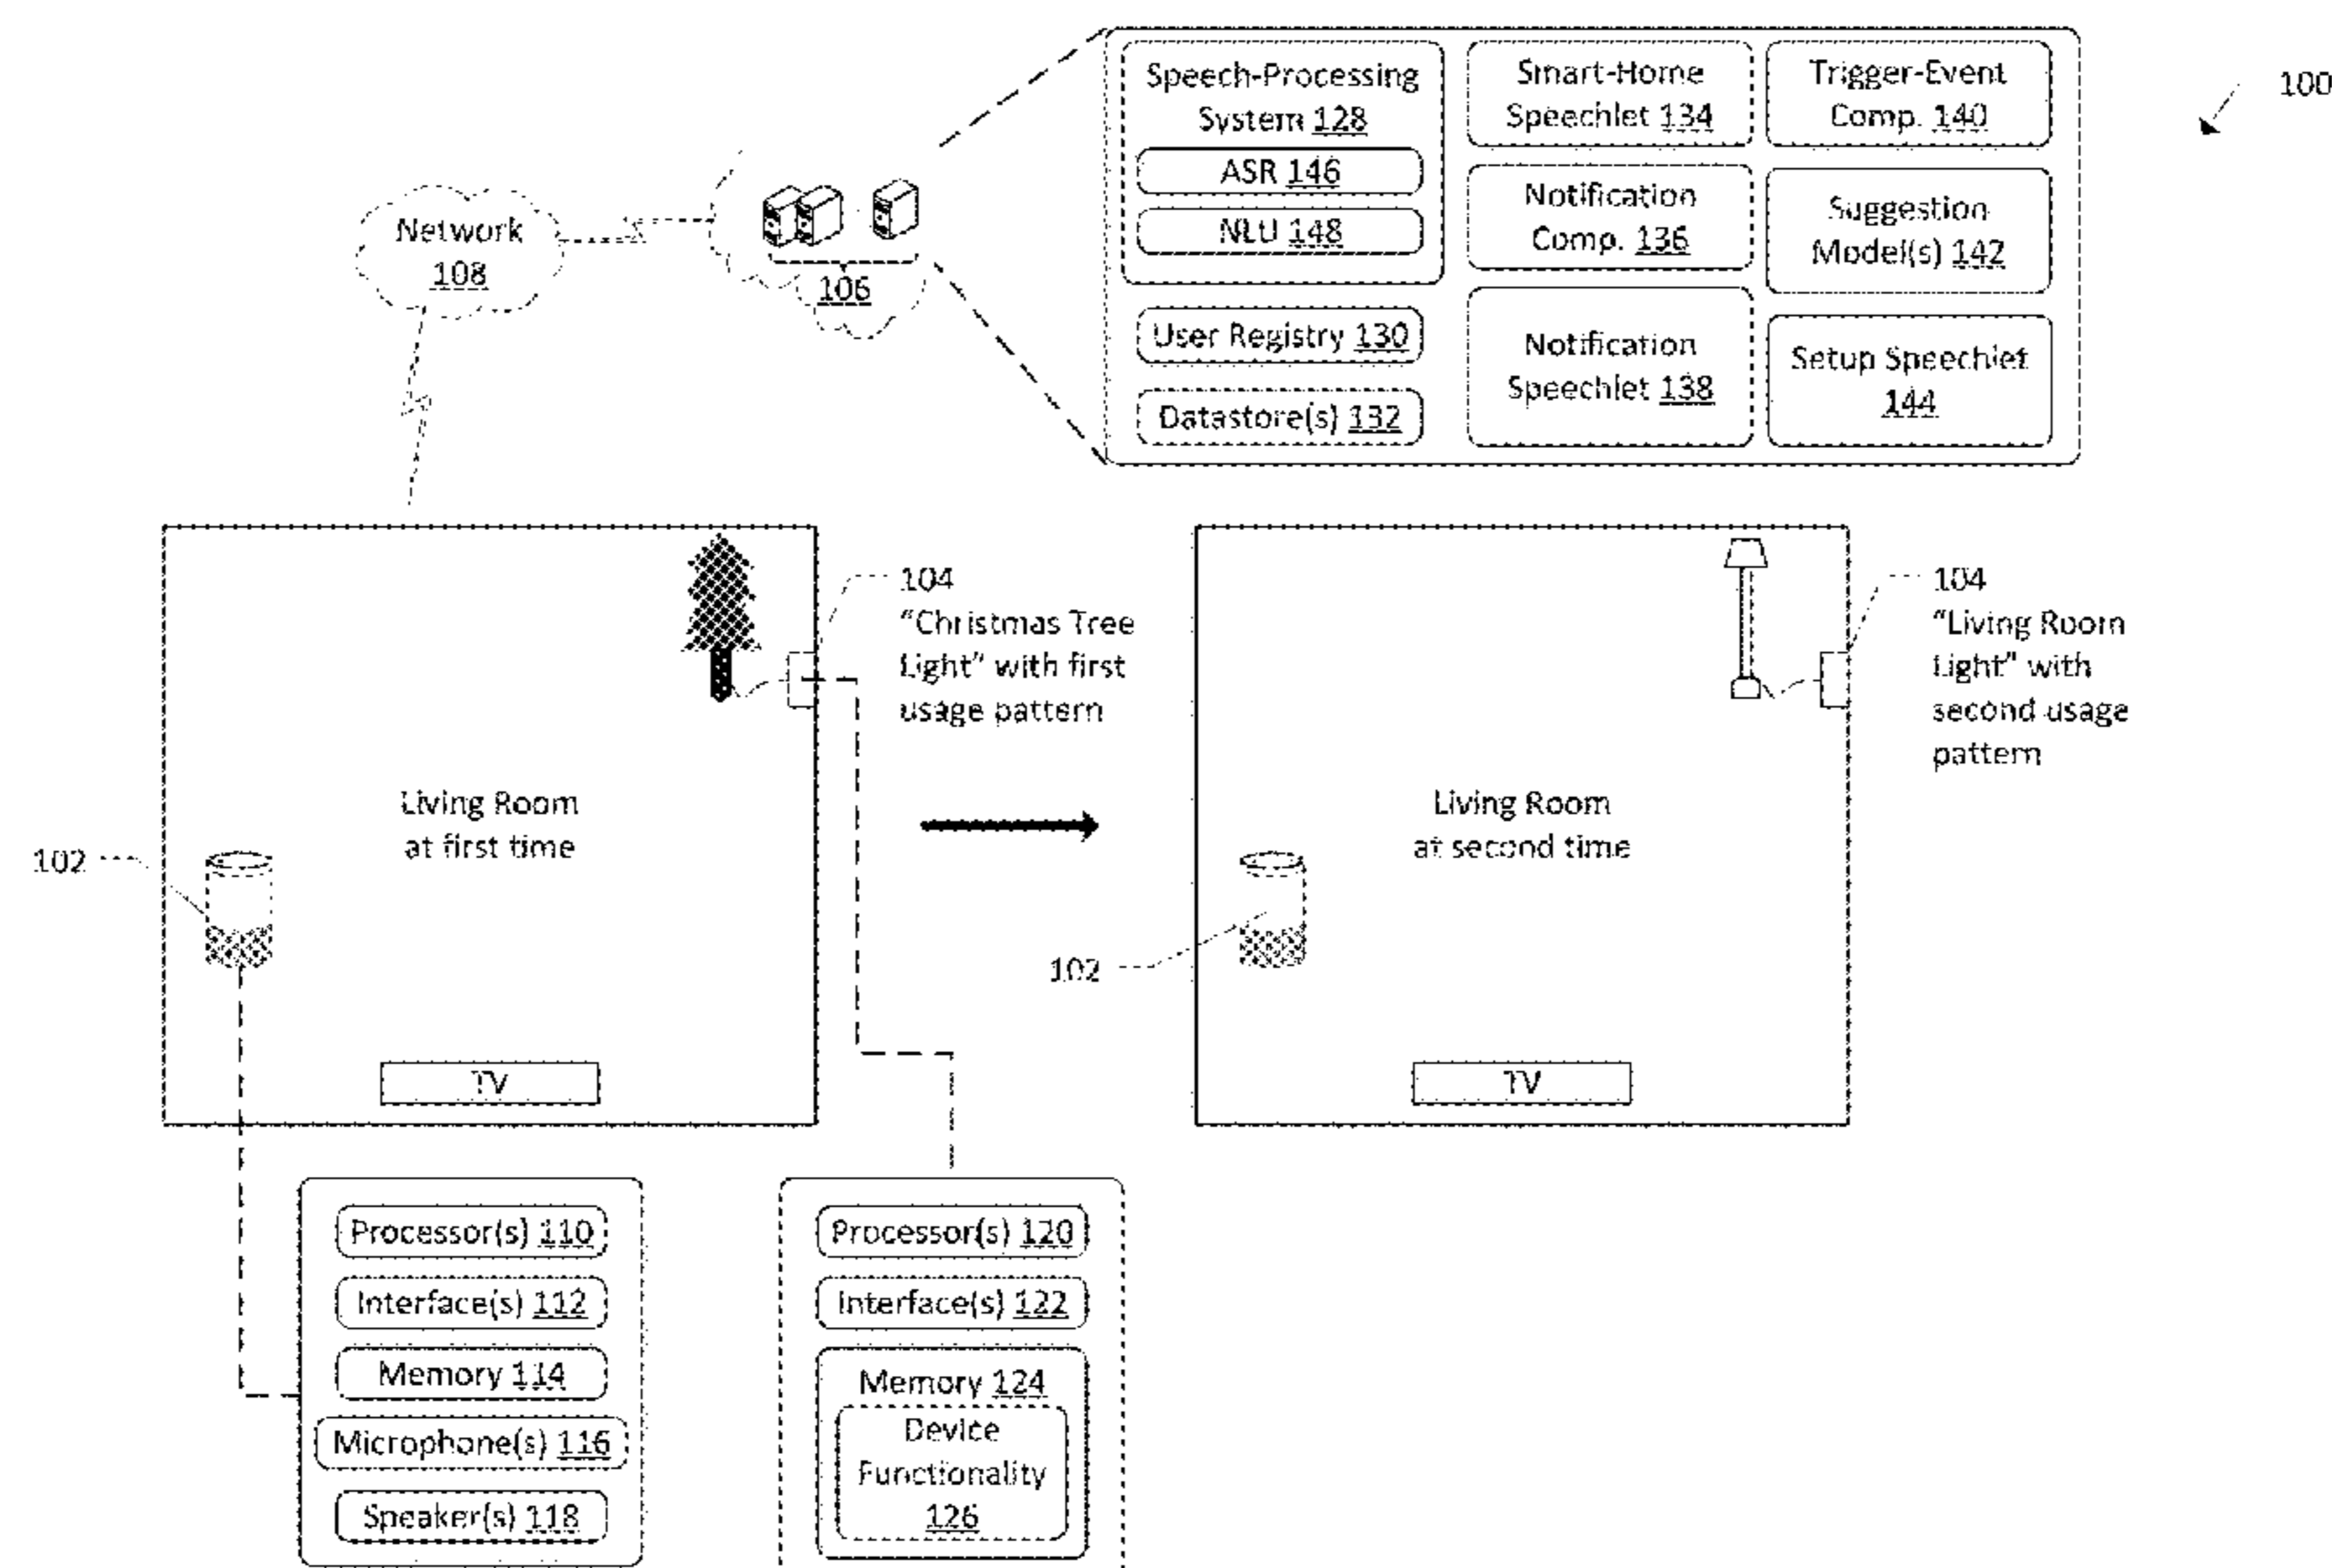 100
Speech-Processing
System 128
ASR 146
NLU 148
User Registry 130
Datastore(s) 132
Smart-Home
Speechlet 134
Notification
Comp. 136
Notification
Speechlet 138
Trigger-Event
Comp. 140
Suggestion
Model(s) 142
Setup Speechlet
144
Network
108
106
104
"Christmas Tree
Light" with first
usage pattern
Living Room
at first time
102
TV
104
"Living Room
Light" with
second usage
pattern
Living Room
at second time
102
TV
Processor(s) 110
Interface(s) 112
Memory 114
Microphone(s) 116
Speaker(s) 118
Processor(s) 120
Interface(s) 122
Memory 124
Device
Functionality
126